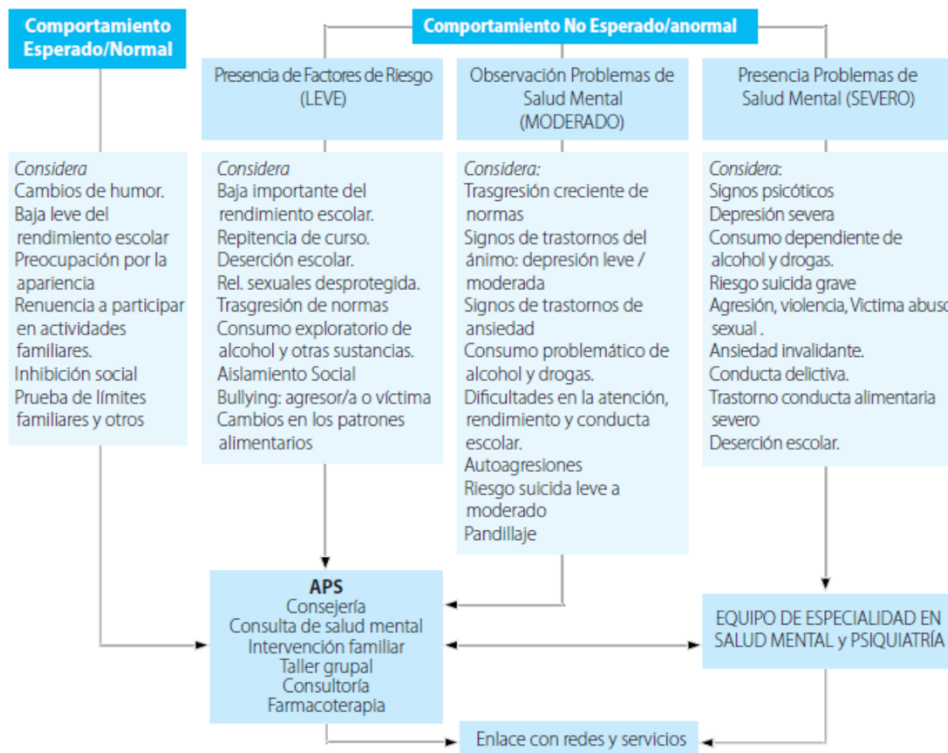 Comportamiento
Esperado/Normal
Comportamiento No Esperado/anormal
Presencia de Factores de Riesgo
(LEVE)
Observación Problemas de
Salud Mental
(MODERADO)
Presencia Problemas de
Salud Mental (SEVERO)
Considera
Cambios de humor.
Baja leve del
rendimiento escolar
Preocupación por la
apariencia
Renuencia a participar
en actividades
familiares.
Inhibición social
Prueba de límites
familiares y otros
Considera
Baja importante del
rendimiento escolar.
Repitencia de curso.
Deserción escolar.
Rel. sexuales desprotegida.
Trasgresión de normas
Consumo exploratorio de
alcohol y otras sustancias.
Aislamiento Social
Bullying: agresor/a o víctima
Cambios en los patrones
alimentarios
Considera:
Trasgresión creciente de
normas
Signos de trastornos del
ánimo: depresión leve /
moderada
Signos de trastornos de
ansiedad
Consumo problemático de
alcohol y drogas.
Dificultades en la atención,
rendimiento y conducta
escolar.
Autoagresiones
Riesgo suicida leve a
moderado
Pandillaje
Considera:
Signos psicóticos
Depresión severa
Consumo dependiente de
alcohol y drogas.
Riesgo suicida grave
Agresión, violencia, Victima abuso
sexual .
Ansiedad invalidante.
Conducta delictiva.
Trastorno conducta alimentaria
severo
Deserción escolar.
APS
Consejería
Consulta de salud mental
Intervención familiar
Taller grupal
Consultoría
Farmacoterapia
EQUIPO DE ESPECIALIDAD EN
SALUD MENTAL y PSIQUIATRÍA
Enlace con redes y servicios